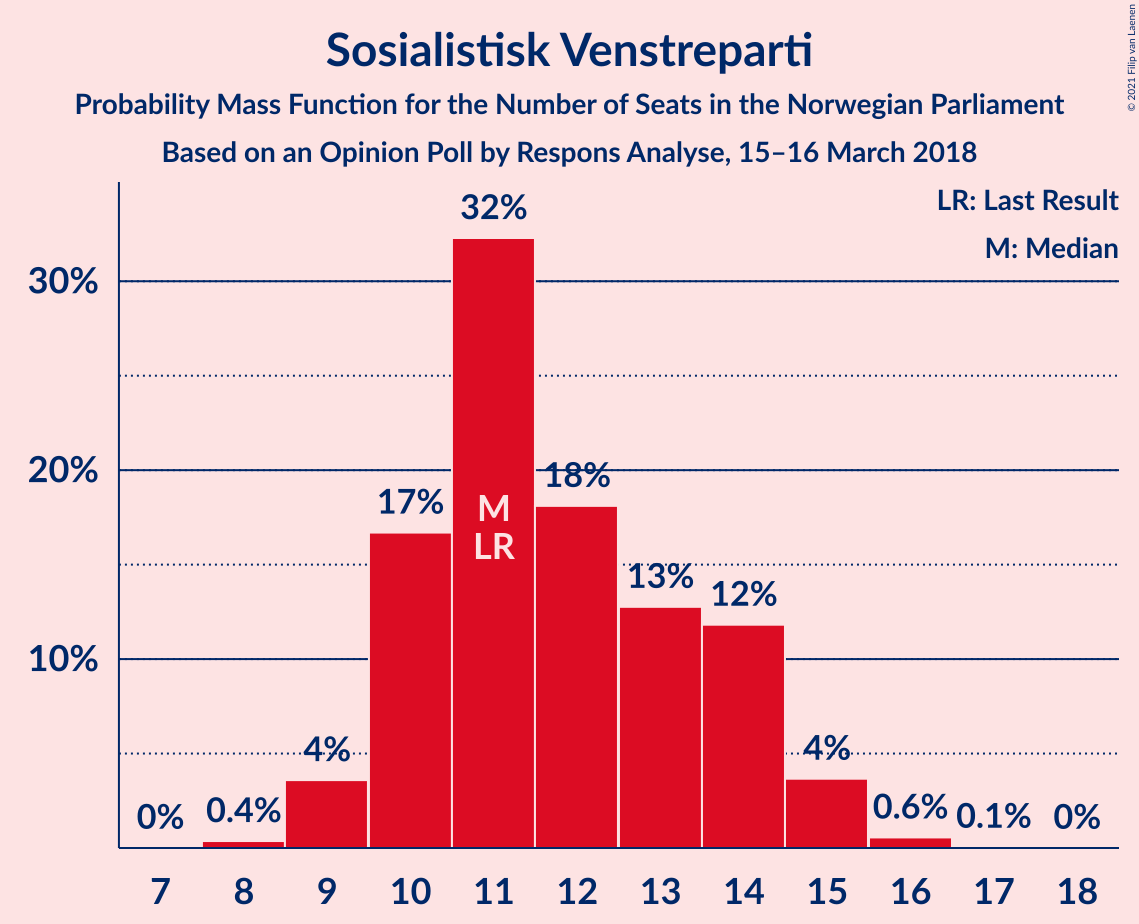 Sosialistisk Venstreparti
Probability Mass Function for the Number of Seats in the Norwegian Parliament
Based on an Opinion Poll by Respons Analyse, 15–16 March 2018
© 2021 Filip van Laenen
LR: Last Result
M: Median
30%
20%
10%
0%
0.4%
4%
17%
32%
M
LR
18%
13%
12%
4%
0.6%
0.1%
0%
7 8 9 10 11 12 13 14 15 16 17 18